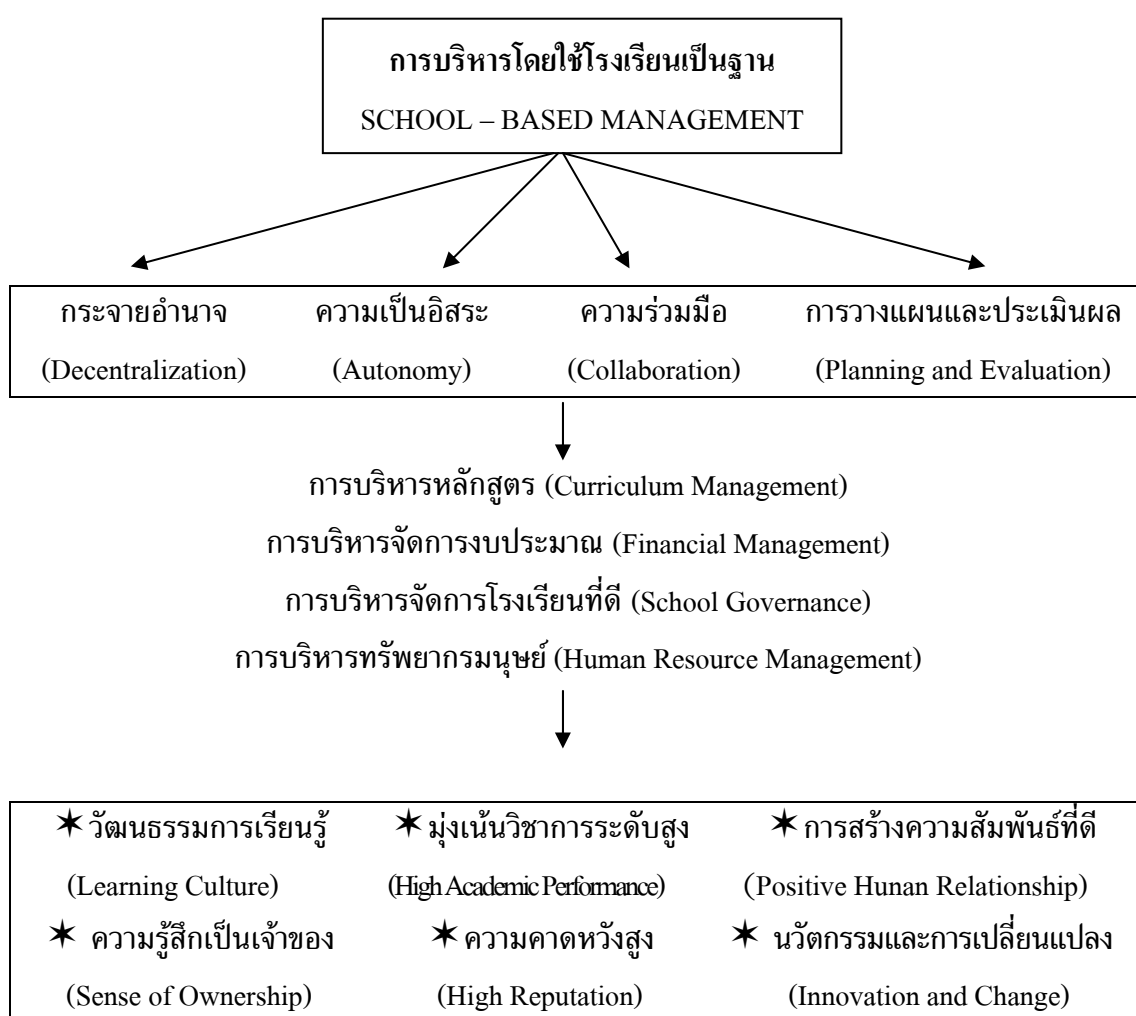 การบริหารโดยใช้โรงเรียนเป็นฐาน
SCHOOL – BASED MANAGEMENT
กระจายอำนาจ ความเป็นอิสระ ความร่วมมือ การวางแผนและประเมินผล
(Decentralization) (Autonomy) (Collaboration) (Planning and Evaluation)
การบริหารหลักสูตร (Curriculum Management)
การบริหารจัดการงบประมาณ (Financial Management)
การบริหารจัดการโรงเรียนที่ดี (School Governance)
การบริหารทรัพยากรมนุษย์ (Human Resource Management)
✶ วัฒนธรรมการเรียนรู้ ✶ มุ่งเน้นวิชาการระดับสูง ✶ การสร้างความสัมพันธ์ที่ดี
(Learning Culture) (High Academic Performance) (Positive Hunan Relationship)
✶ ความรู้สึกเป็นเจ้าของ ✶ ความคาดหวังสูง ✶ นวัตกรรมและการเปลี่ยนแปลง
(Sense of Ownership) (High Reputation) (Innovation and Change)